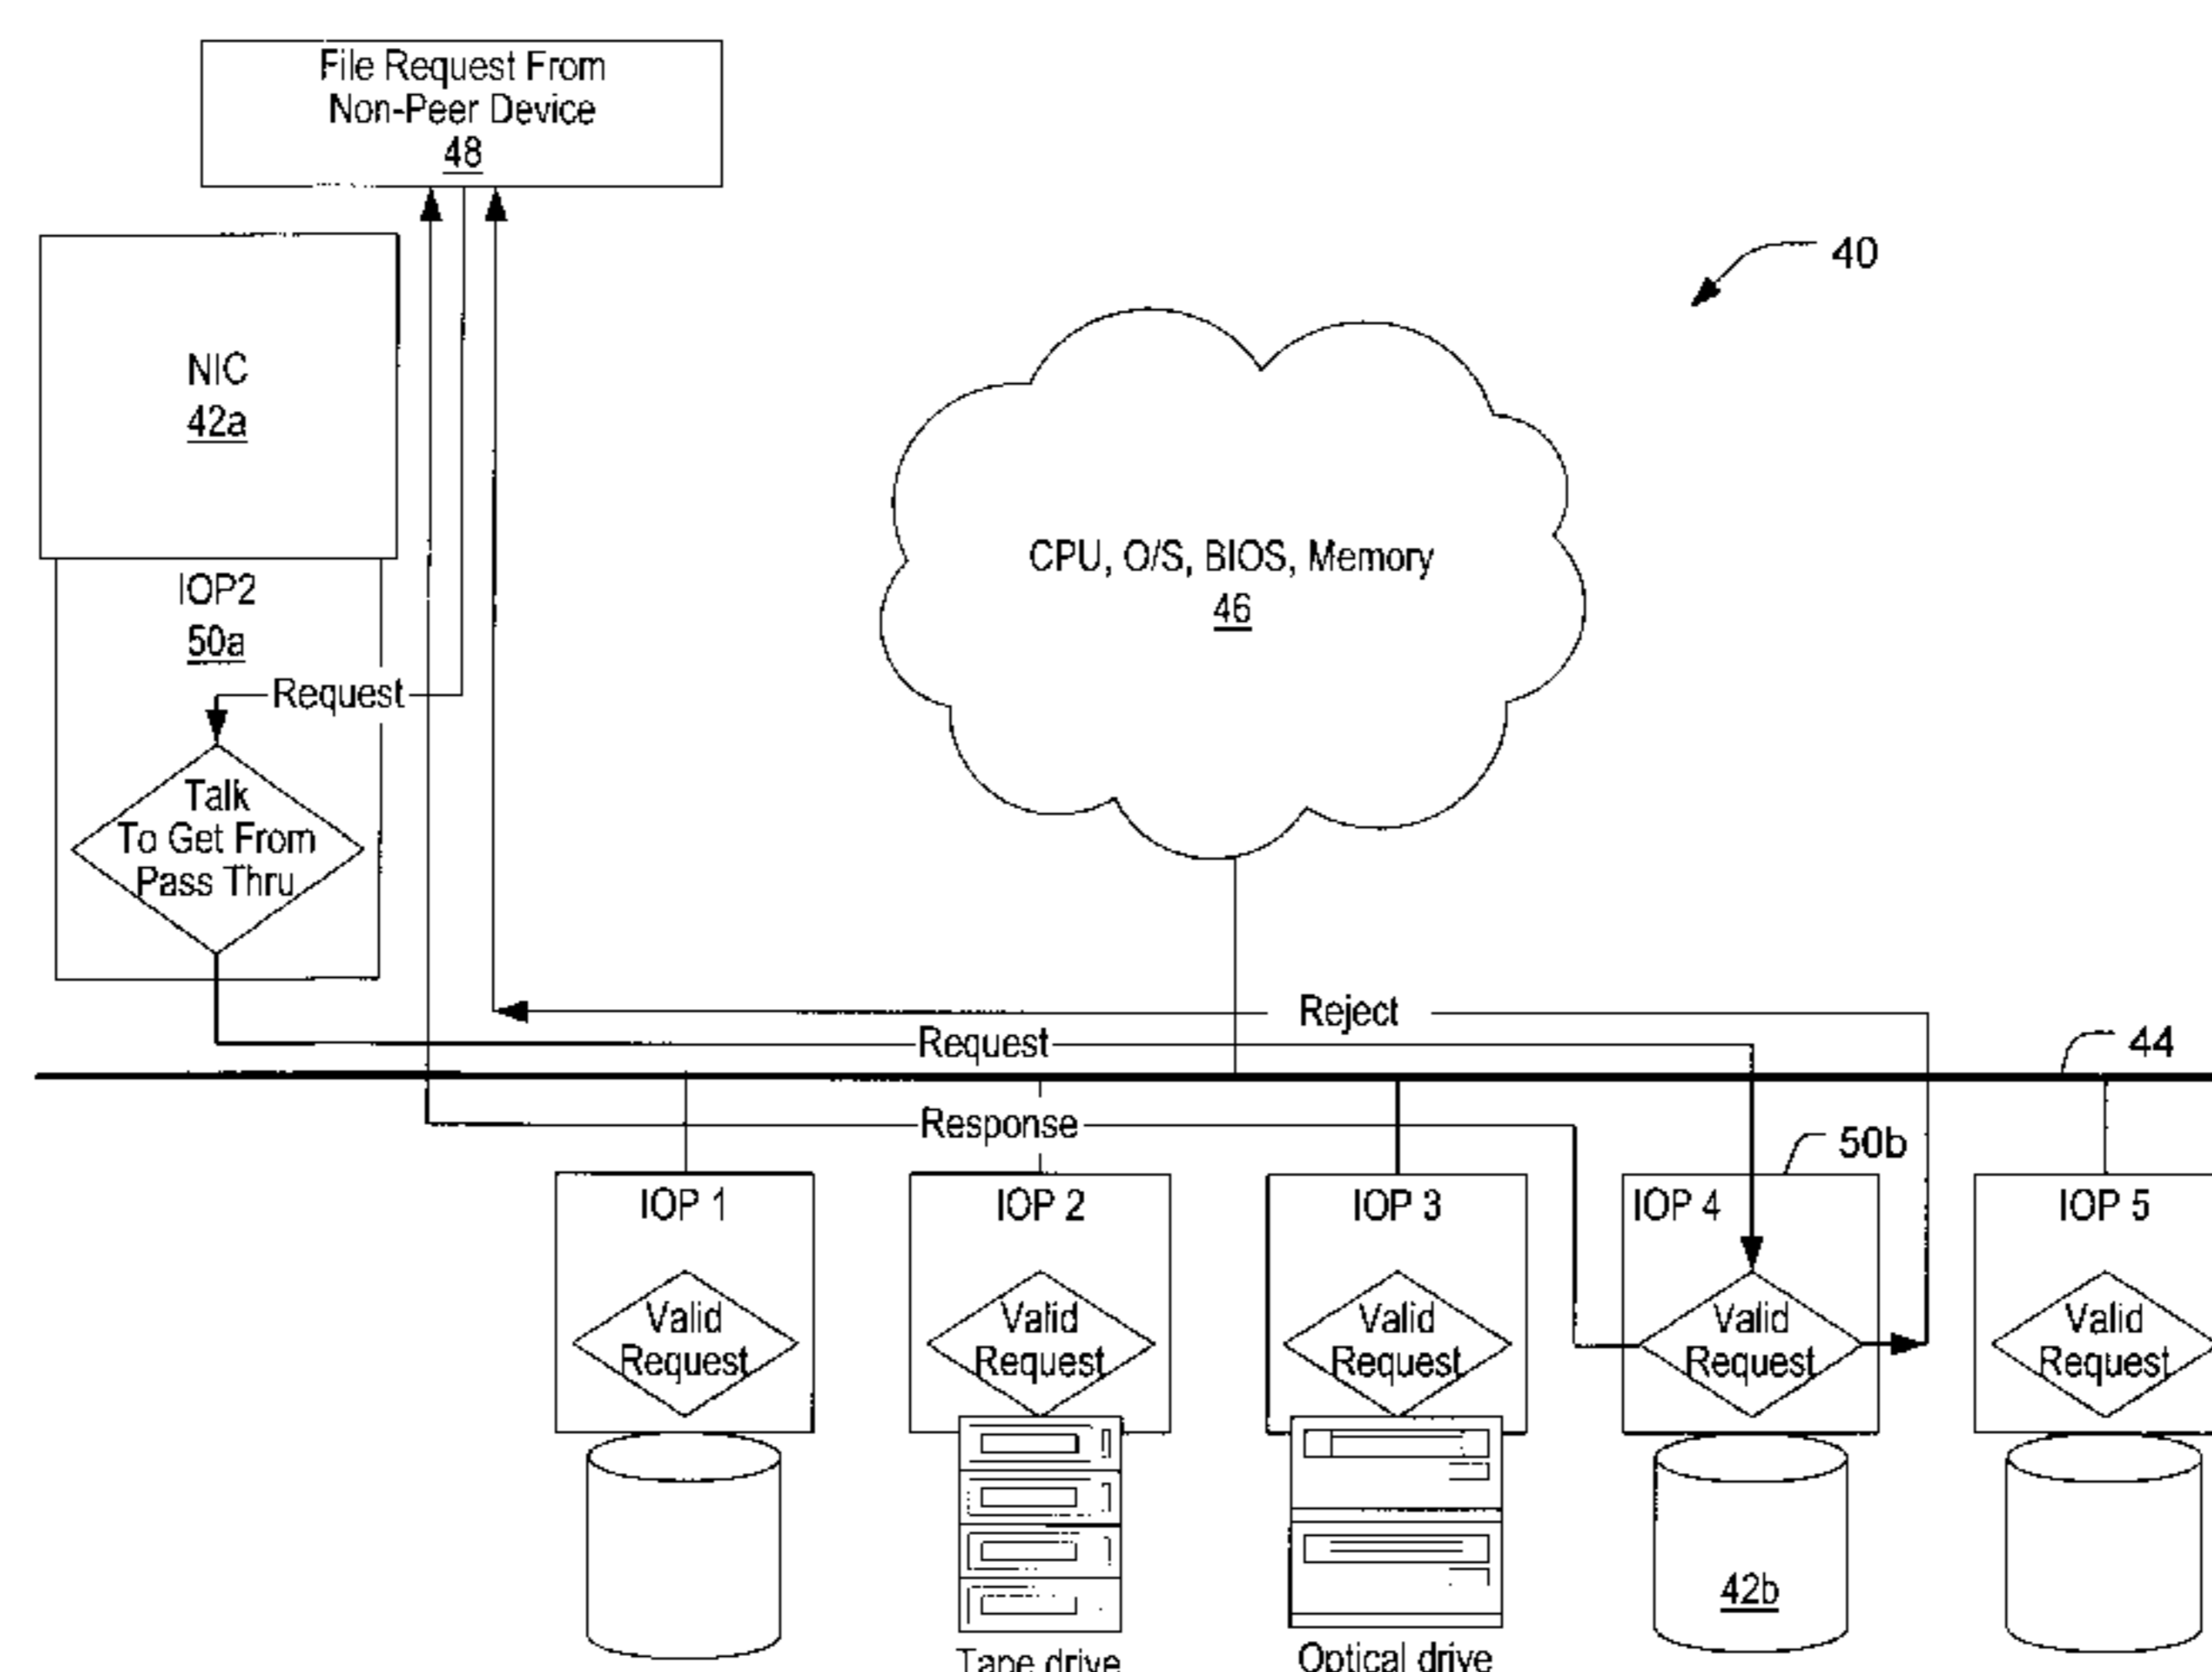 File Request From
Non-Peer Device
48
40
NIC
42a
CPU, O/S, BIOS, Memory
46
IOP2
50a
Request
Talk
To Get From
Pass Thru
Reject
Request
44
Response
50b
IOP 1
IOP 2
IOP 3
IOP 4
IOP 5
Valid
Request
Valid
Request
Valid
Request
Valid
Request
Valid
Request
42b
Tape drive
Optical drive